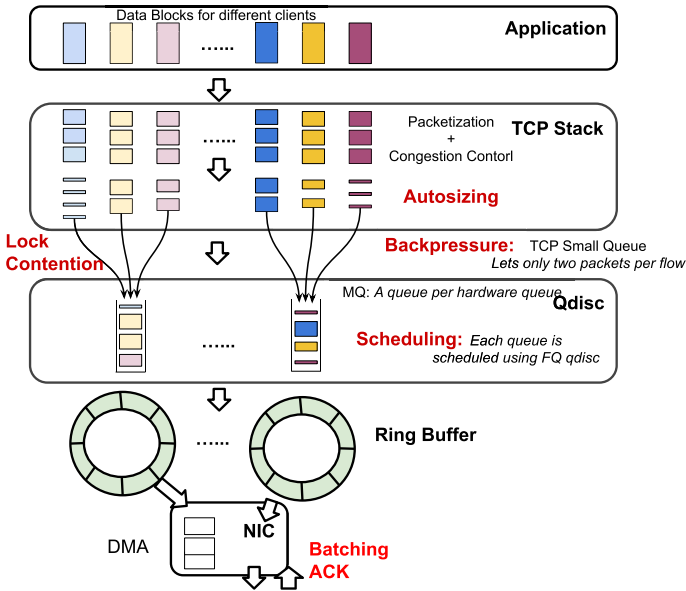 Data Blocks for different clients
Application
......
Packetization
+
Congestion Contorl
TCP Stack
......
Autosizing
Lock
Contention
Backpressure: TCP Small Queue
Lets only two packets per flow
MQ: A queue per hardware queue
Qdisc
Scheduling: Each queue is
scheduled using FQ qdisc
......
......
Ring Buffer
NIC
DMA
Batching
ACK